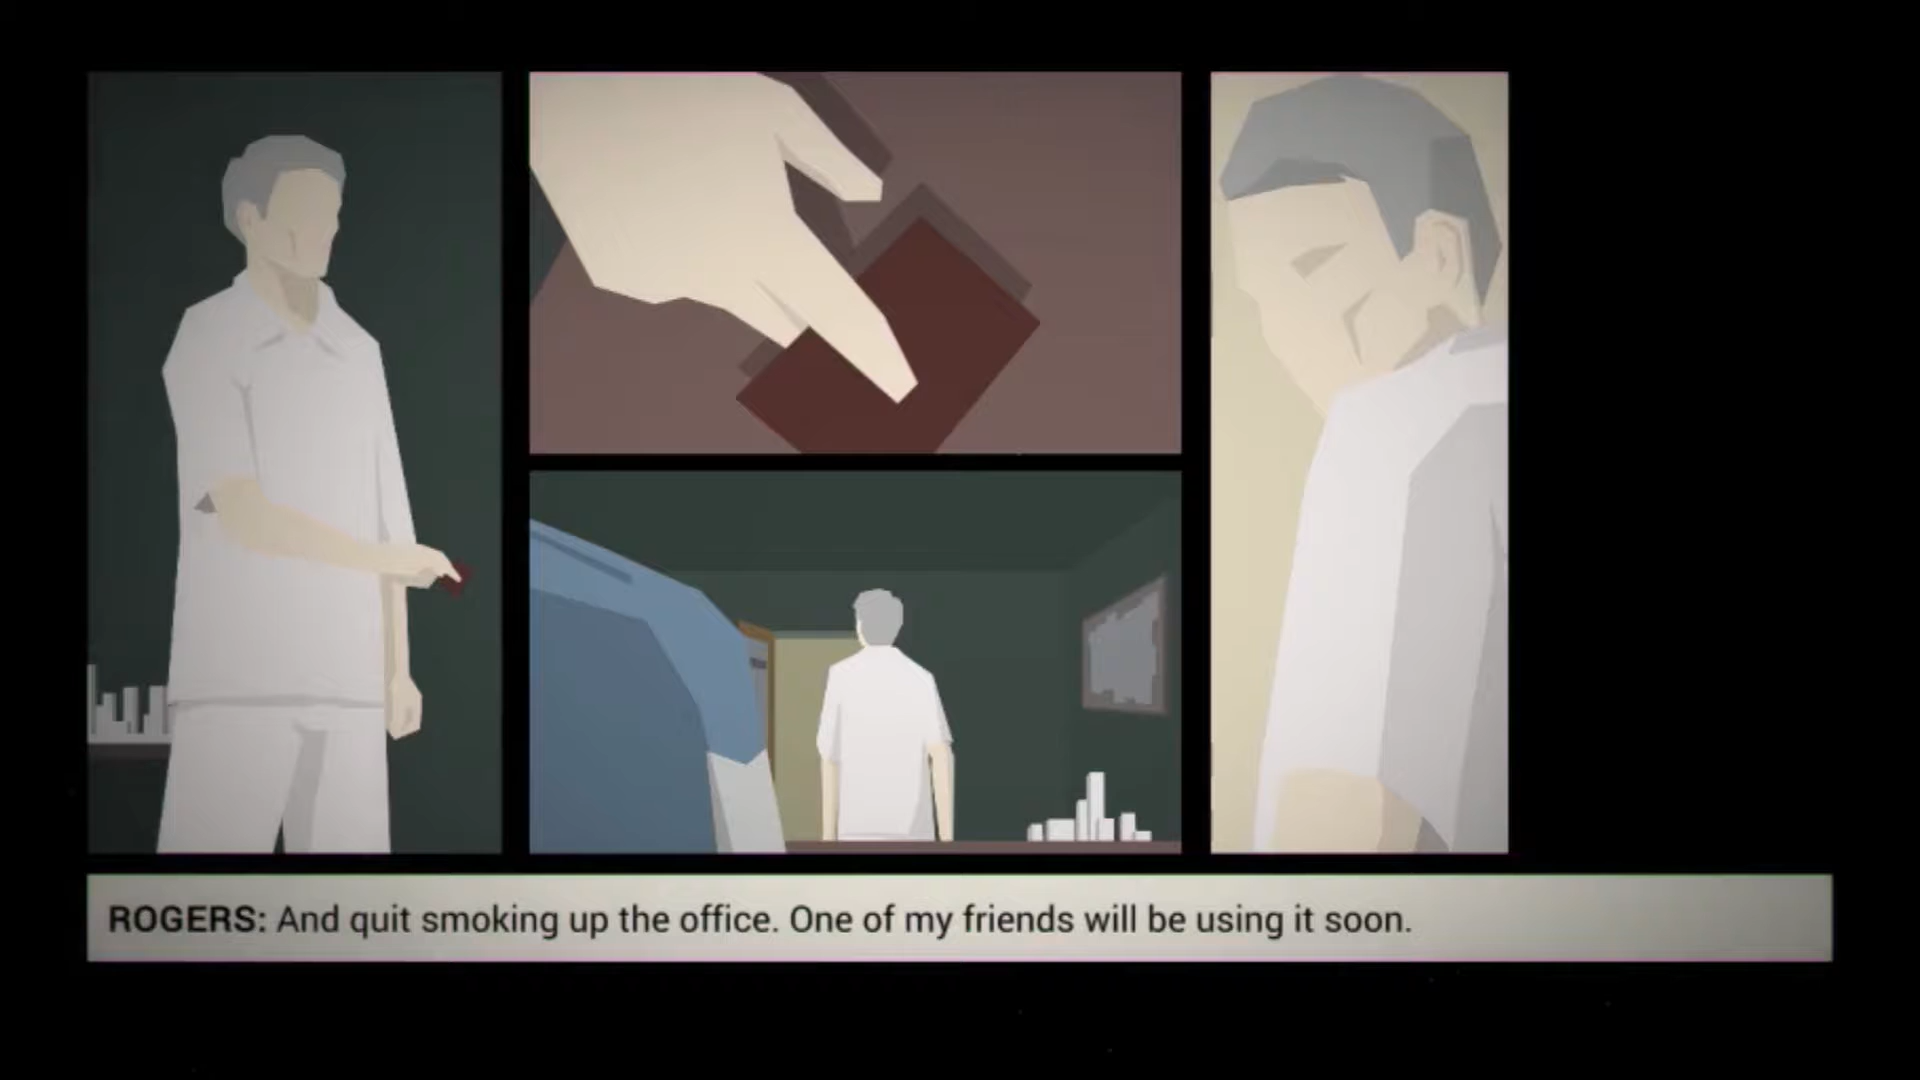 ROGERS: And quit smoking up the office. One of my friends will be using it soon.